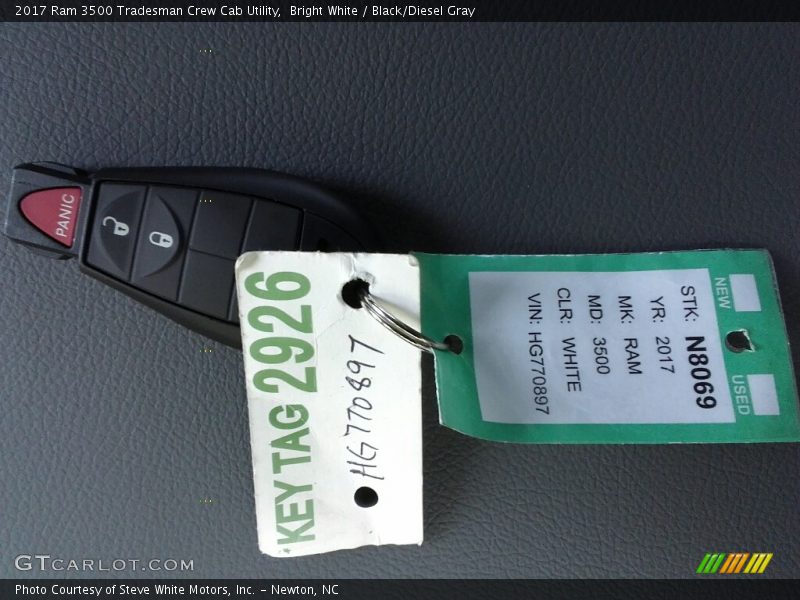 2017 Ram 3500 Tradesman Crew Cab Utility, Bright White / Black/Diesel Gray
PANIC
*KEY TAG 2926
HG770897
NEW
USED
STK: N8069
YR: 2017
MK: RAM
MD: 3500
CLR: WHITE
VIN: HG770897
GTCARLOT.COM
Photo Courtesy of Steve White Motors, Inc. – Newton, NC